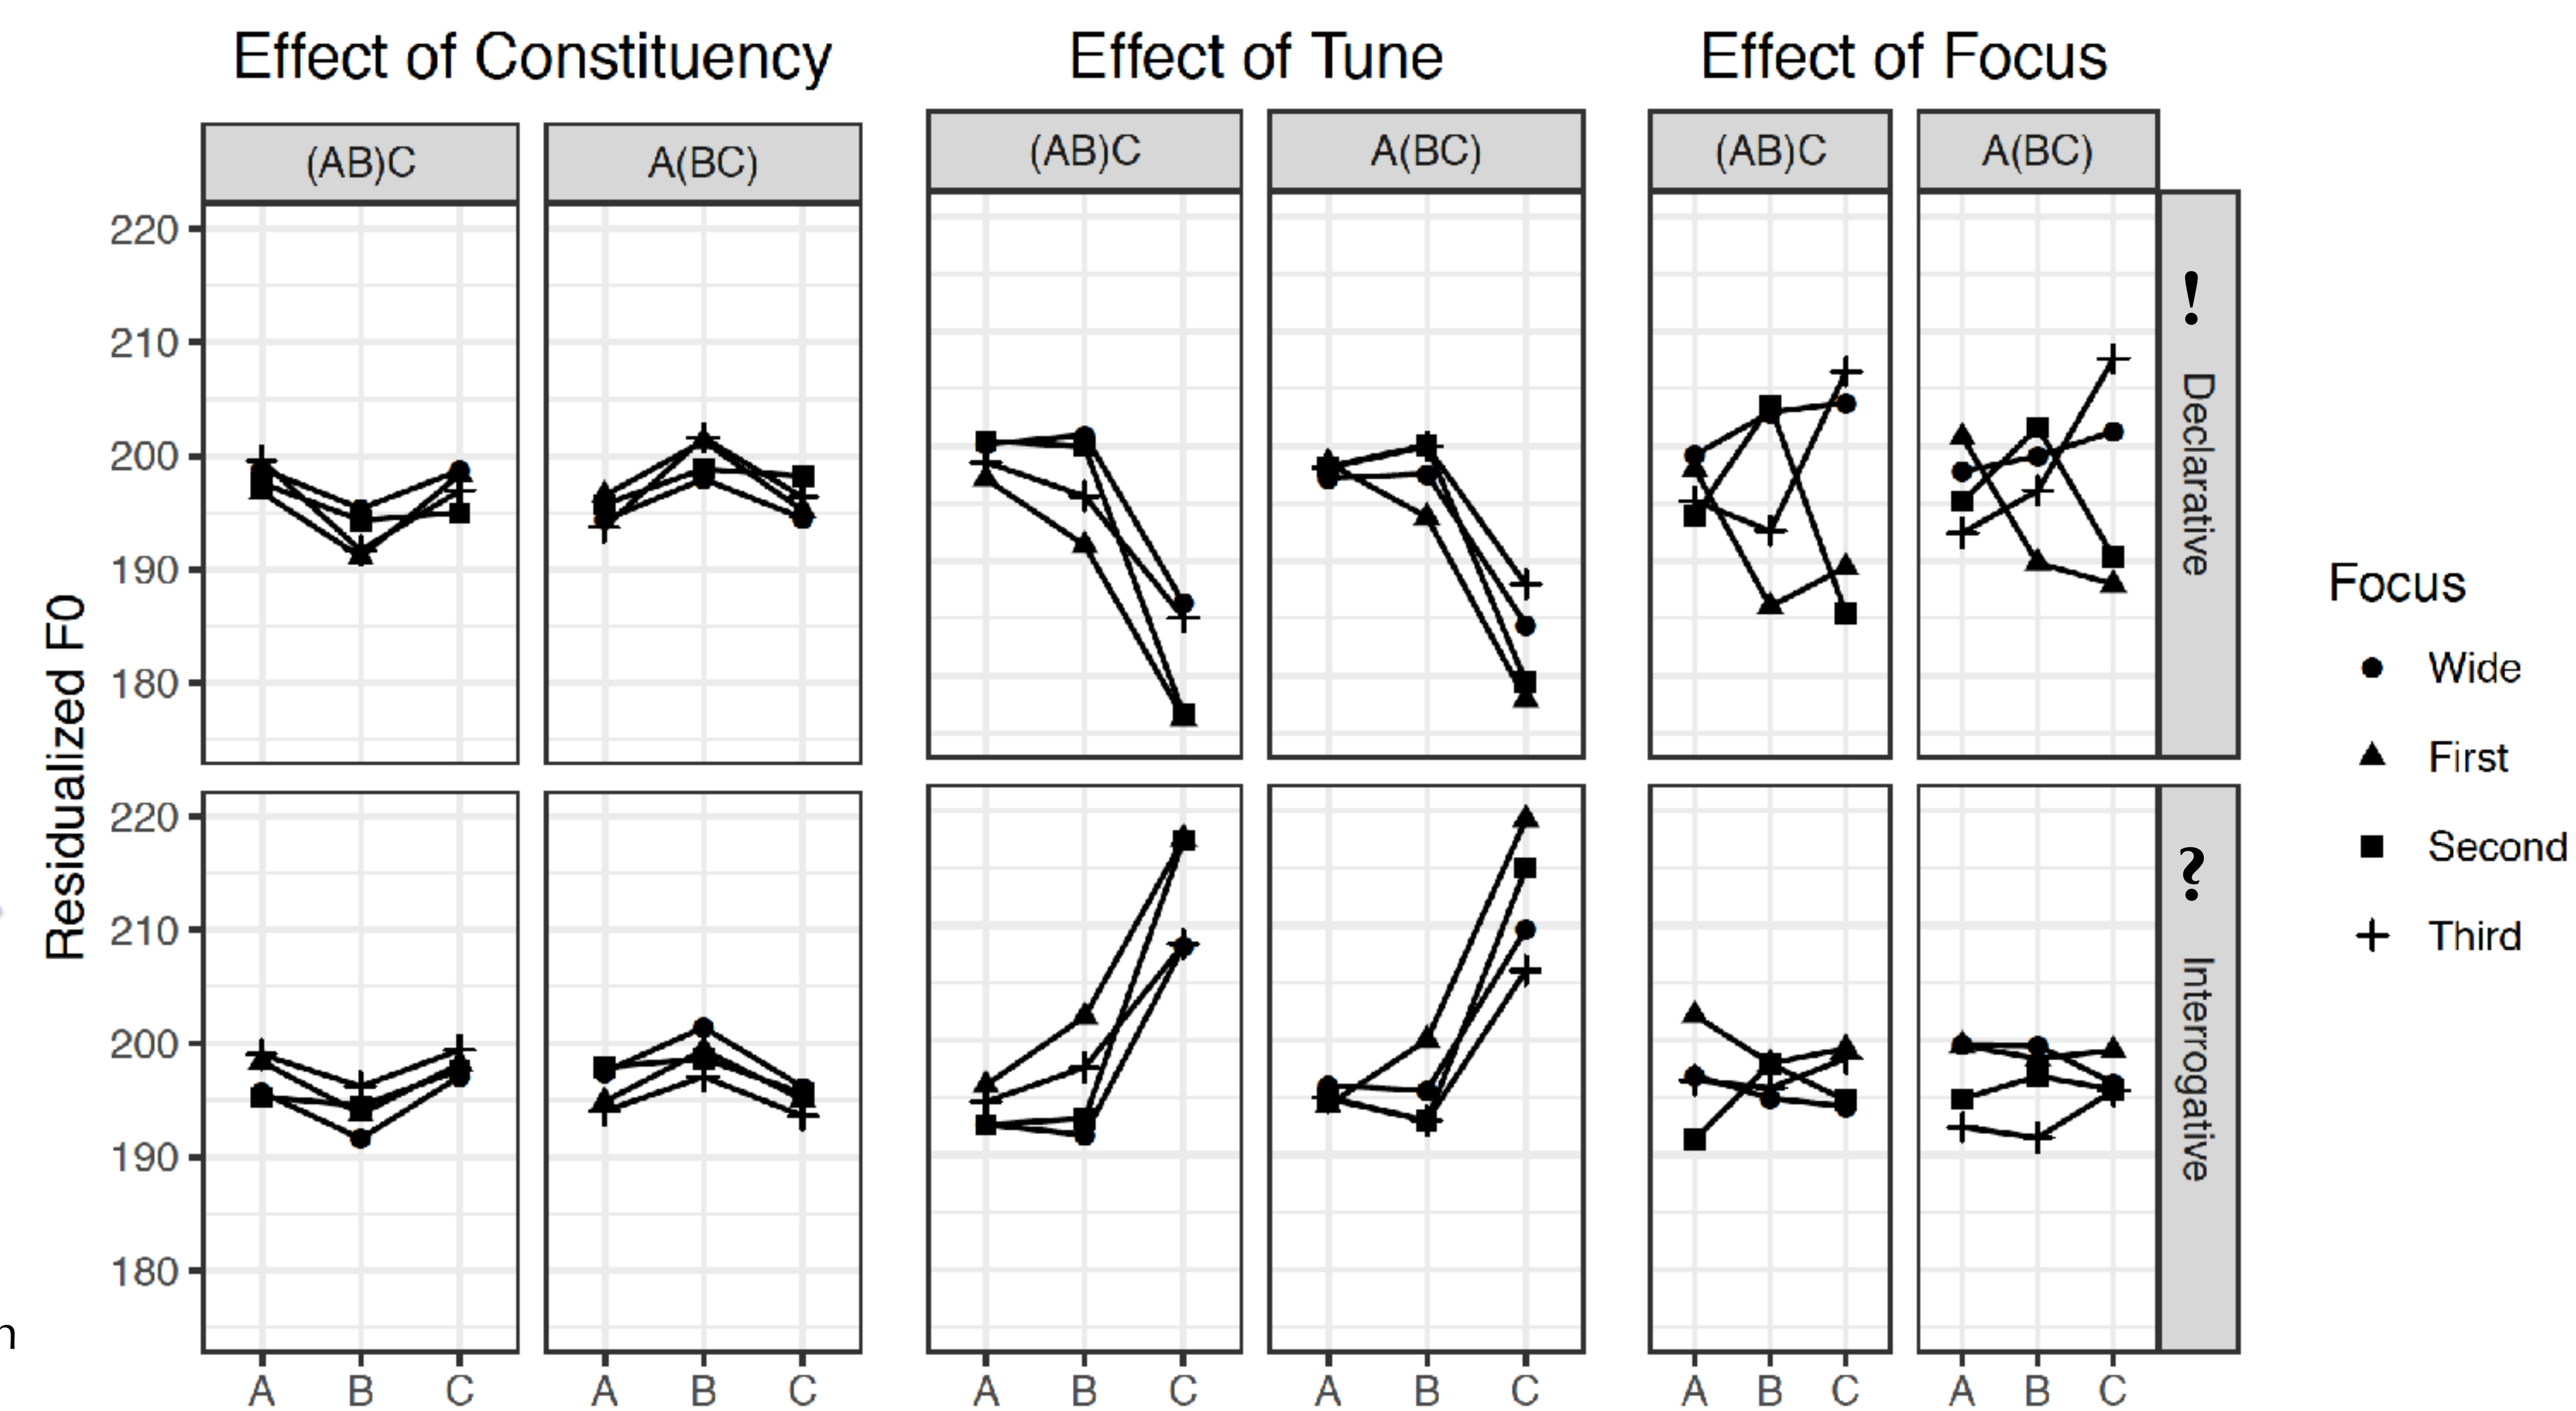 Effect of Constituency
Effect of Tune
Effect of Focus
(AB)C
A(BC)
(AB)C
A(BC)
(AB)C
A(BC)
Residualized F0
220
210
200
190
180
! Declarative
220
210
200
190
180
? Interrogative
A B C
A B C
A B C
A B C
A B C
A B C
Focus
Wide
First
Second
Third
n